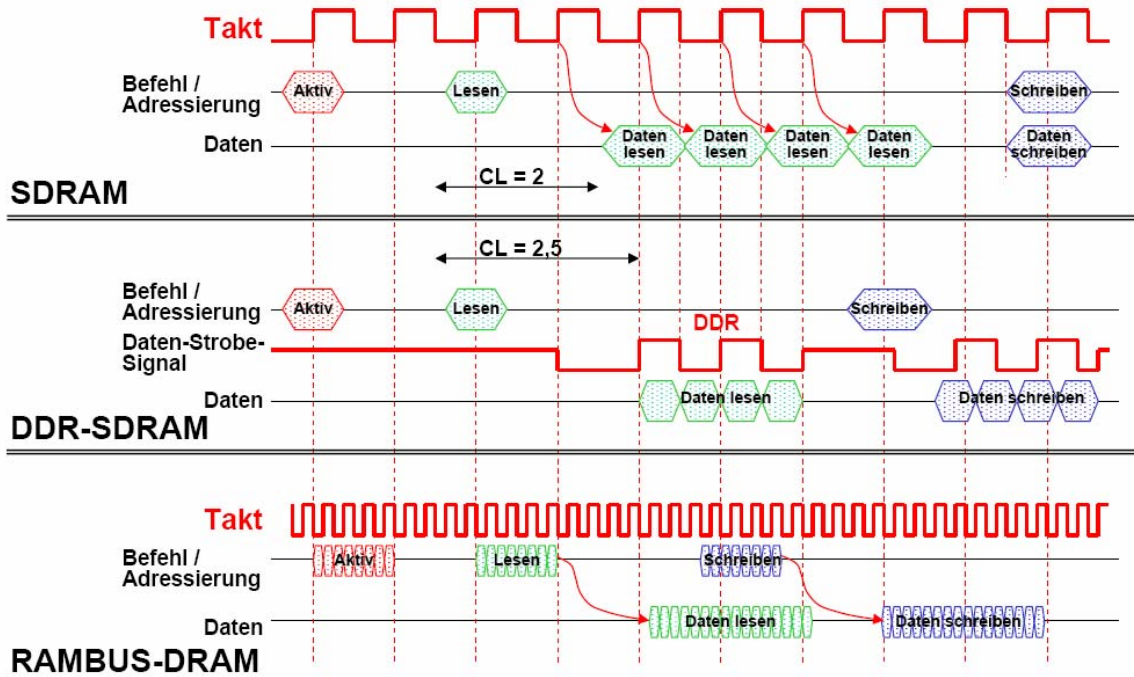 Takt
Befehl /
Adressierung
Aktiv
Lesen
Schreiben
Daten
Daten
lesen
Daten
lesen
Daten
lesen
Daten
lesen
Daten
schreiben
CL = 2
SDRAM
CL = 2,5
Befehl /
Adressierung
Aktiv
Lesen
Schreiben
DDR
Daten-Strobe-
Signal
Daten
Daten lesen
Daten schreiben
DDR-SDRAM
Takt
Befehl /
Adressierung
Aktiv
Lesen
Schreiben
Daten
Daten lesen
Daten schreiben
RAMBUS-DRAM